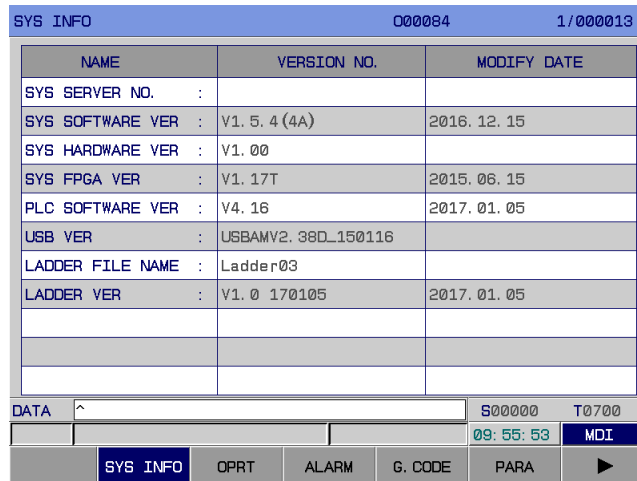 SYS INFO O00084 1/000013
NAME VERSION NO. MODIFY DATE
SYS SERVER NO. :
SYS SOFTWARE VER : V1.5.4(4A) 2016.12.15
SYS HARDWARE VER : V1.00
SYS FPGA VER : V1.17T 2015.06.15
PLC SOFTWARE VER : V4.16 2017.01.05
USB VER : USBAMV2.38D_150116
LADDER FILE NAME : Ladder03
LADDER VER : V1.0 170105 2017.01.05
DATA ^ S00000 T0700
09:55:53 MDI
SYS INFO OPRT ALARM G.CODE PARA ▶